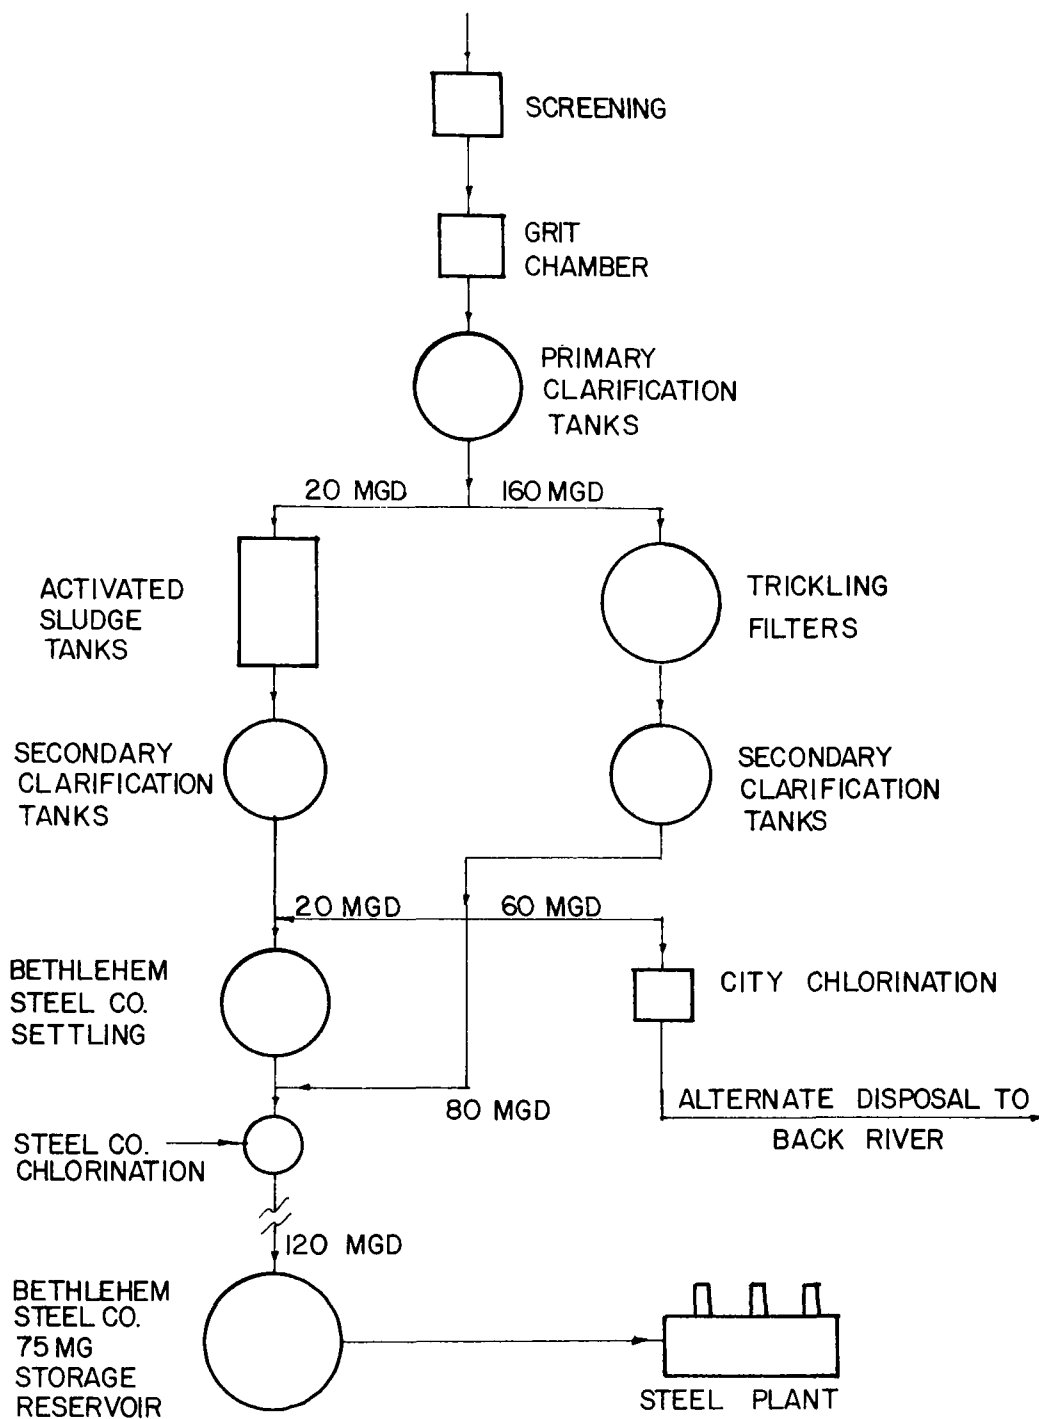 SCREENING
GRIT
CHAMBER
PRIMARY
CLARIFICATION
TANKS
20 MGD
160 MGD
ACTIVATED
SLUDGE
TANKS
TRICKLING
FILTERS
SECONDARY
CLARIFICATION
TANKS
SECONDARY
CLARIFICATION
TANKS
20 MGD
60 MGD
BETHLEHEM
STEEL CO.
SETTLING
CITY CHLORINATION
80 MGD
ALTERNATE DISPOSAL TO
BACK RIVER
STEEL CO.
CHLORINATION
120 MGD
BETHLEHEM
STEEL CO.
75 MG
STORAGE
RESERVOIR
STEEL PLANT